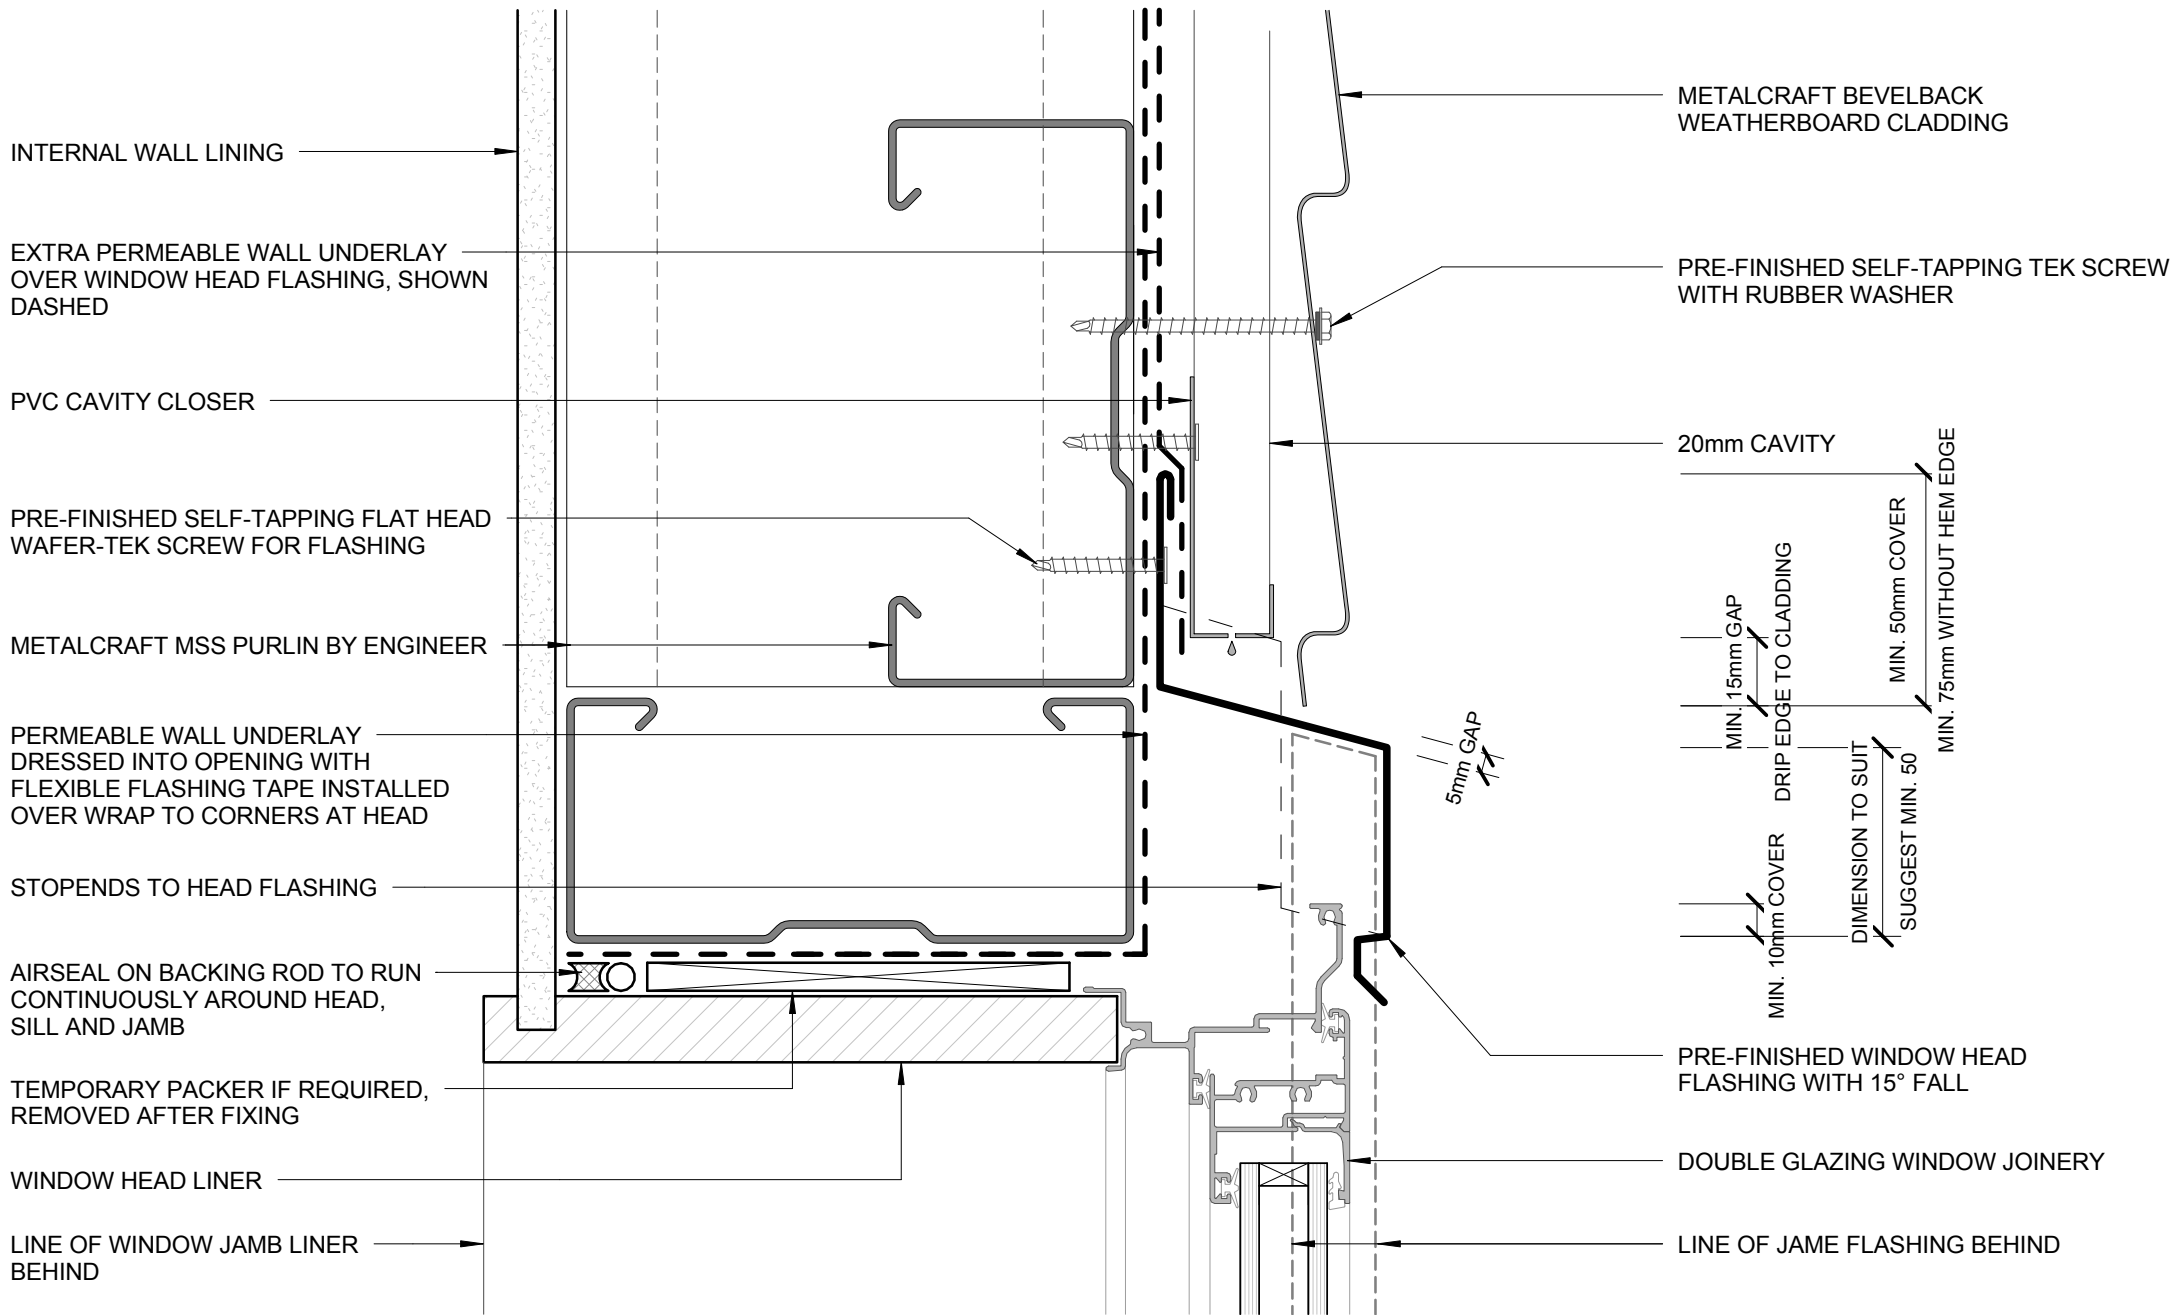 INTERNAL WALL LINING
EXTRA PERMEABLE WALL UNDERLAY
OVER WINDOW HEAD FLASHING, SHOWN
DASHED
PVC CAVITY CLOSER
PRE-FINISHED SELF-TAPPING FLAT HEAD
WAFER-TEK SCREW FOR FLASHING
METALCRAFT MSS PURLIN BY ENGINEER
PERMEABLE WALL UNDERLAY
DRESSED INTO OPENING WITH
FLEXIBLE FLASHING TAPE INSTALLED
OVER WRAP TO CORNERS AT HEAD
STOPENDS TO HEAD FLASHING
AIRSEAL ON BACKING ROD TO RUN
CONTINUOUSLY AROUND HEAD,
SILL AND JAMB
TEMPORARY PACKER IF REQUIRED,
REMOVED AFTER FIXING
WINDOW HEAD LINER
LINE OF WINDOW JAMB LINER
BEHIND
METALCRAFT BEVELBACK
WEATHERBOARD CLADDING
PRE-FINISHED SELF-TAPPING TEK SCREW
WITH RUBBER WASHER
20mm CAVITY
5mm GAP
MIN. 15mm GAP
DRIP EDGE TO CLADDING
MIN. 50mm COVER
MIN. 75mm WITHOUT HEM EDGE
MIN. 10mm COVER
DIMENSION TO SUIT
SUGGEST MIN. 50
PRE-FINISHED WINDOW HEAD
FLASHING WITH 15° FALL
DOUBLE GLAZING WINDOW JOINERY
LINE OF JAME FLASHING BEHIND